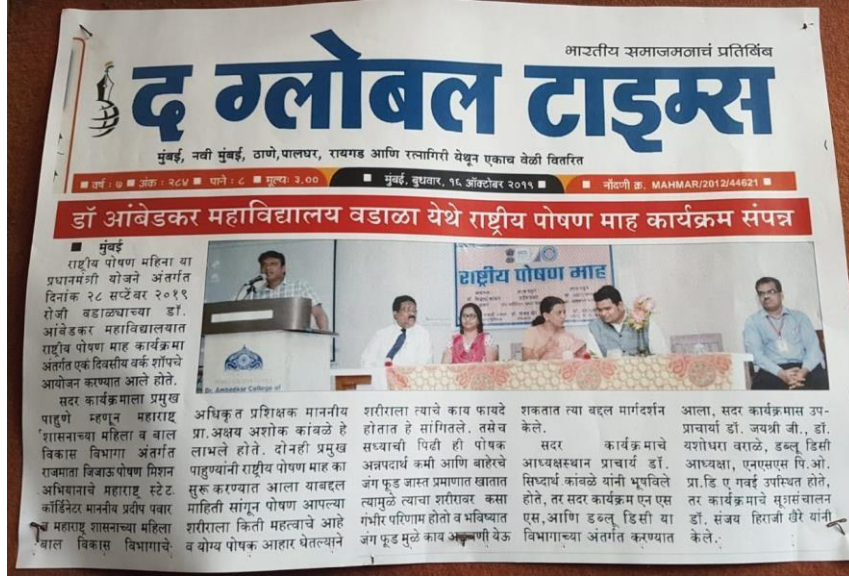 भारतीय समाजमनाचं प्रतिबिंब
द ग्लोबल टाइम्स
मुंबई, नवी मुंबई, ठाणे,पालघर, रायगड आणि रत्नागिरी येथून एकाच वेळी वितरित
वर्ष : ७ अंक : २८४ पाने : ८ मूल्य: ३.०० मुंबई, बुधवार, १६ ऑक्टोबर २०१९ नोंदणी क्र. MAHMAR/2012/44621
डॉ आंबेडकर महाविद्यालय वडाळा येथे राष्ट्रीय पोषण माह कार्यक्रम संपन्न
मुंबई
राष्ट्रीय पोषण महिना या
प्रधानमंत्री योजने अंतर्गत
दिनांक २८ सप्टेंबर २०१९
रोजी वडाळ्याच्या डॉ.
आंबेडकर महाविद्यालयात
राष्ट्रीय पोषण माह कार्यक्रमा
अंतर्गत एक दिवसीय वर्क शॉपचे
आयोजन करण्यात आले होते.
सदर कार्यक्रमाला प्रमुख
पाहुणे म्हणून महाराष्ट्र
शासनाच्या महिला व बाल
विकास विभागा अंतर्गत
राजमाता जिजाऊ पोषण मिशन
अभियानाचे महाराष्ट्र स्टेट
कॉर्डिनेटर माननीय प्रदीप पवार
व महाराष्ट्र शासनाच्या महिला
बाल विकास विभागाचे
राष्ट्रीय पोषण माह
Dr. Ambedkar College of
अधिकृत प्रशिक्षक माननीय
प्रा.अक्षय अशोक कांबळे हे
लाभले होते. दोनही प्रमुख
पाहुण्यांनी राष्ट्रीय पोषण माह का
सुरू करण्यात आला याबद्दल
माहिती सांगून पोषण आपल्या
शरीराला किती महत्वाचे आहे
व योग्य पोषक आहार घेतल्याने
शरीराला त्याचे काय फायदे
होतात हे सांगितले. तसेच
सध्याची पिढी ही पोषक
अन्नपदार्थ कमी आणि बाहेरचे
जंग फूड जास्त प्रमाणात खातात
त्यामुळे त्याचा शरीरावर कसा
गंभीर परिणाम होतो व भविष्यात
जंग फूड मुळे काय अडचणी येऊ
शकतात त्या बद्दल मार्गदर्शन
केले.
सदर कार्यक्रमाचे
आध्यक्षस्थान प्राचार्य डॉ.
सिध्दार्थ कांबळे यांनी भूषविले
होते, तर सदर कार्यक्रम एन एस
एस,आणि डब्लू डिसी या
विभागाच्या अंतर्गत करण्यात
आला, सदर कार्यक्रमास उप-
प्राचार्या डॉ. जयश्री जी., डॉ.
यशोधरा वराळे, डब्लू डिसी
आध्यक्षा, एनएसएस पि.ओ.
प्रा.डि ए गवई उपस्थित होते,
तर कार्यक्रमाचे सूत्रसंचालन
डॉ. संजय हिराजी खैरे यांनी
केले.